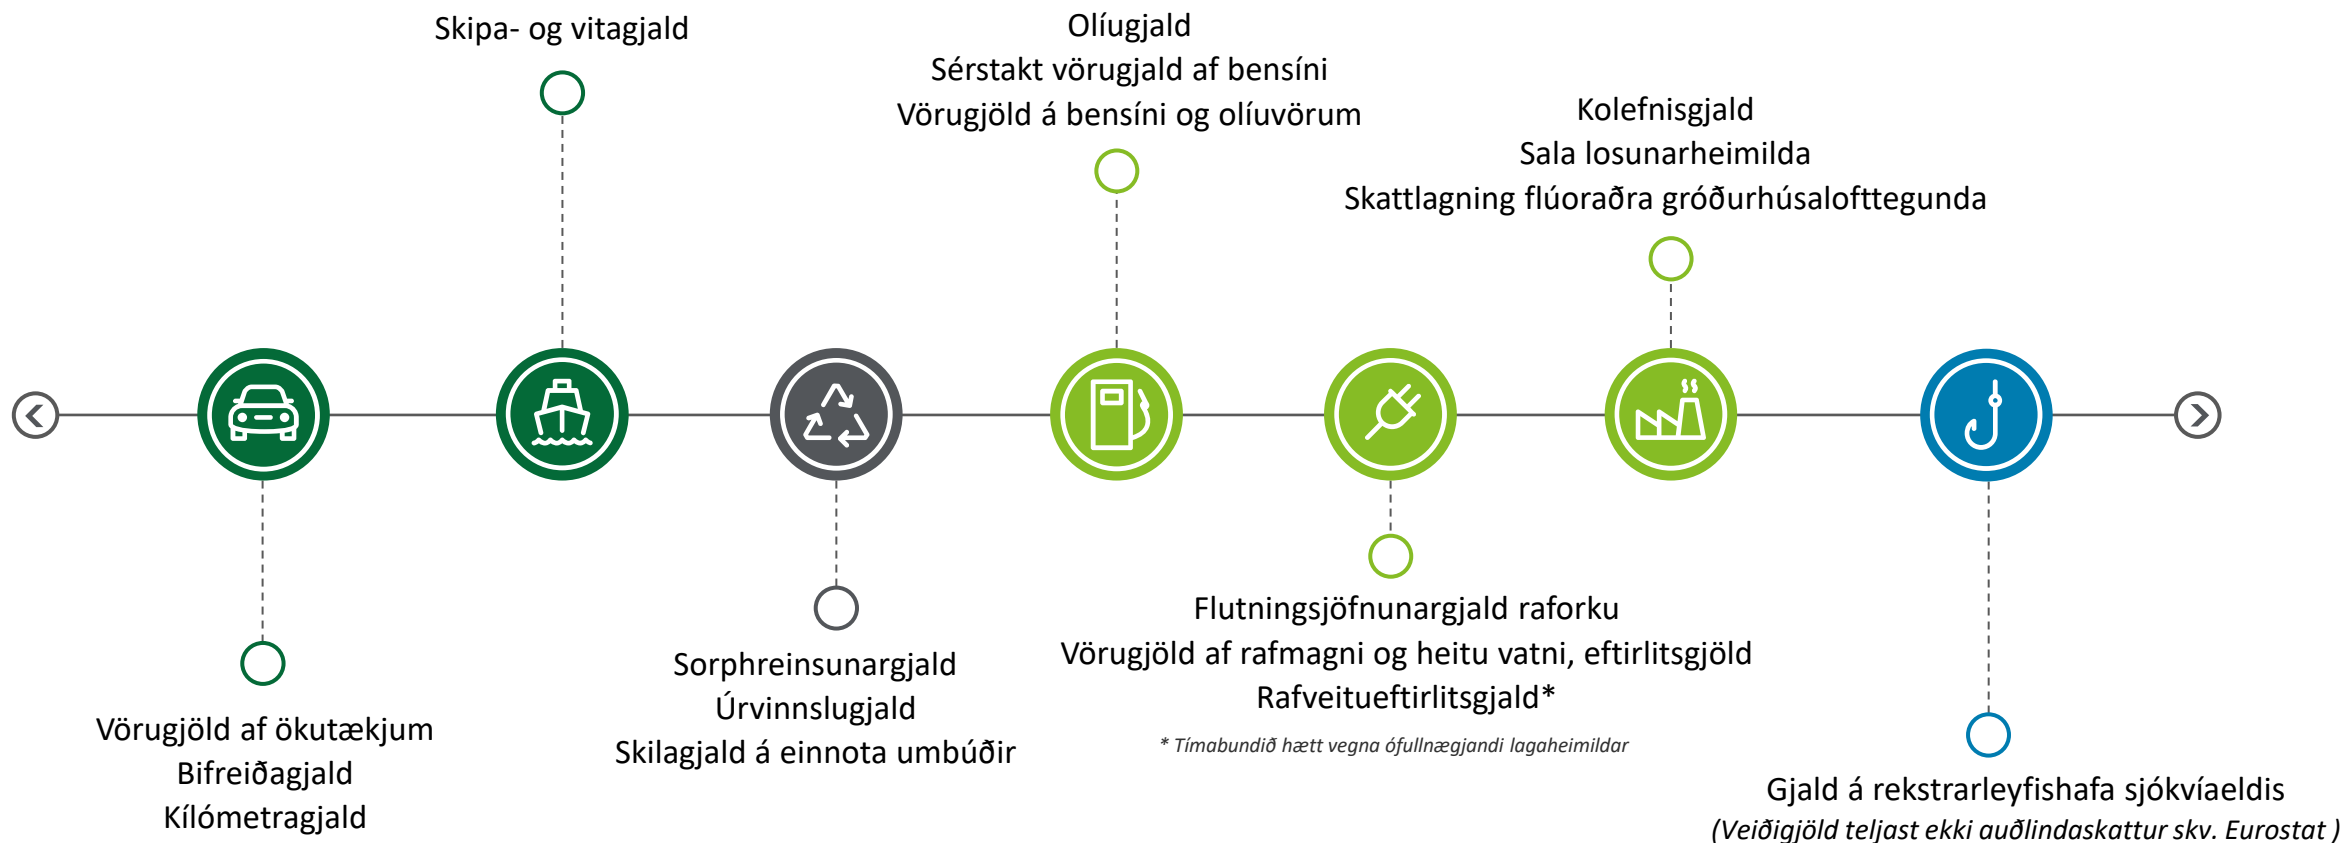 Skipa- og vitagjald
Olíugjald
Sérstakt vörugjald af bensíni
Vörugjöld á bensíni og olíuvörum
Kolefnisgjald
Sala losunarheimilda
Skattlagning flúoraðra gróðurhúsalofttegunda
Vörugjöld af ökutækjum
Bifreiðagjald
Kílómetragjald
Sorphreinsunargjald
Úrvinnslugjald
Skilagjald á einnota umbúðir
Flutningsjöfnunargjald raforku
Vörugjöld af rafmagni og heitu vatni, eftirlitsgjöld
Rafveitueftirlitsgjald*
* Tímabundið hætt vegna ófullnægjandi lagaheimildar
Gjald á rekstrarleyfishafa sjókvíaeldis
(Veiðigjöld teljast ekki auðlindaskattur skv. Eurostat )